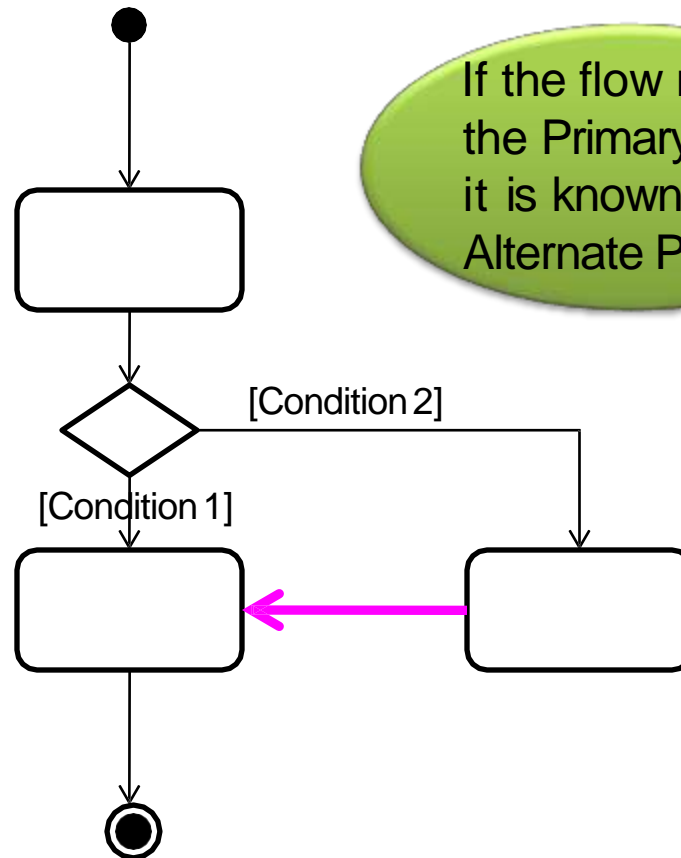 If the flow
the Primary
it is known
Alternate P
[Condition 2]
[Condition 1]